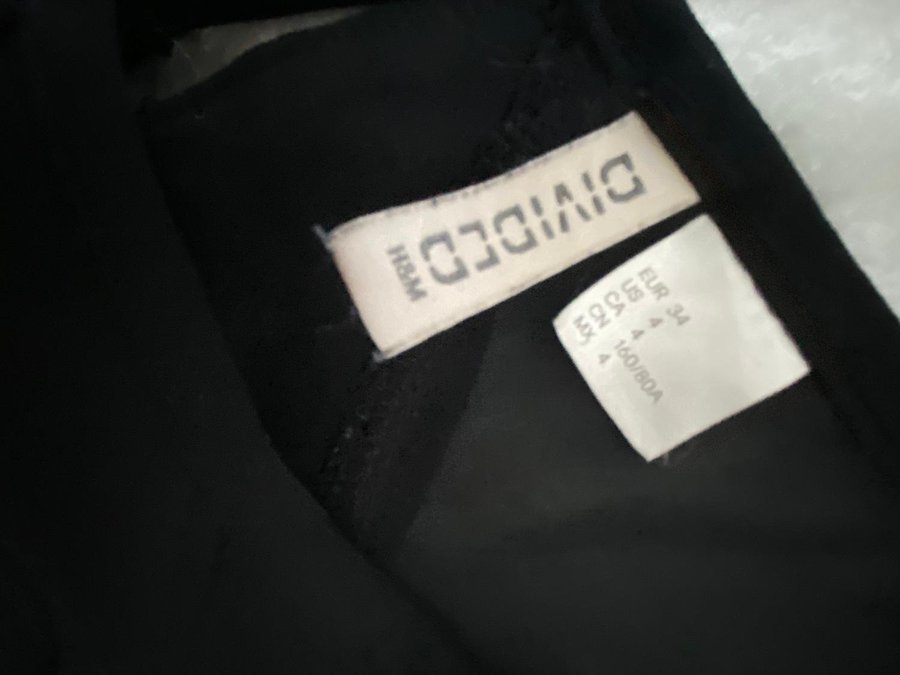 DIVIDED
H&M
EUR 34
US 4
CA 4
CN 160/80A
MX 4